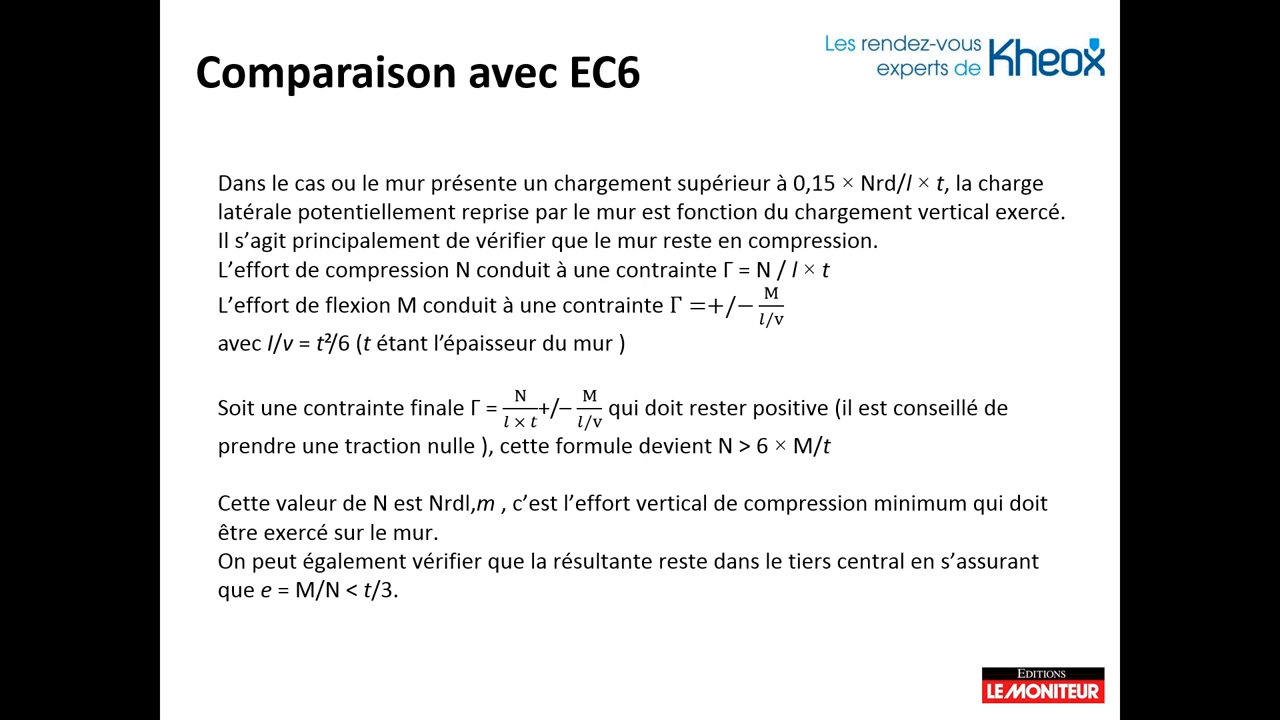 Comparaison avec EC6
Les rendez-vous
experts de Kheox
Dans le cas ou le mur présente un chargement supérieur à 0,15 × Nrd/l × t, la charge
latérale potentiellement reprise par le mur est fonction du chargement vertical exercé.
Il s’agit principalement de vérifier que le mur reste en compression.
L’effort de compression N conduit à une contrainte Γ = N / l × t
L’effort de flexion M conduit à une contrainte Γ =+/− M/(l/v)
avec I/v = t²/6 (t étant l’épaisseur du mur )
Soit une contrainte finale Γ = N/(l × t) +/− M/(l/v) qui doit rester positive (il est conseillé de
prendre une traction nulle ), cette formule devient N > 6 × M/t
Cette valeur de N est Nrdl,m , c’est l’effort vertical de compression minimum qui doit
être exercé sur le mur.
On peut également vérifier que la résultante reste dans le tiers central en s’assurant
que e = M/N < t/3.
EDITIONS
LE MONITEUR